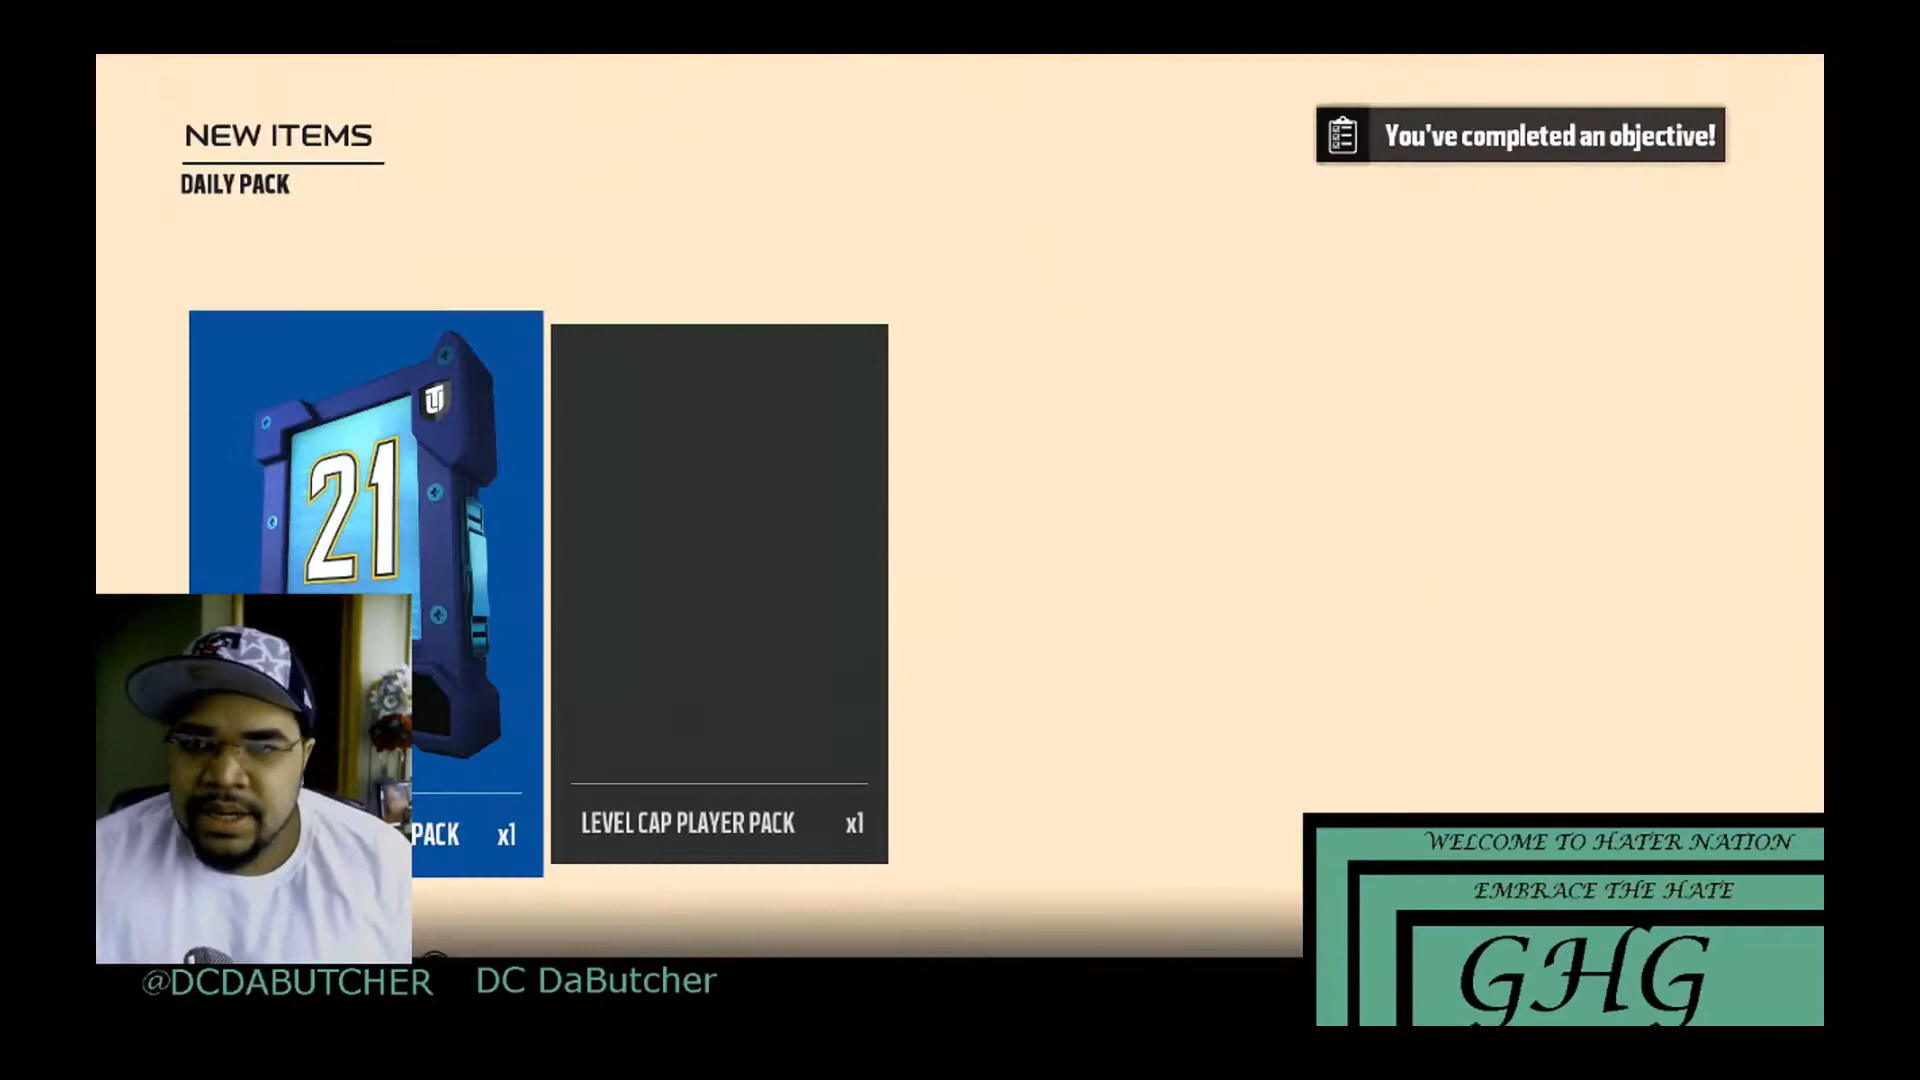 NEW ITEMS
DAILY PACK
You've completed an objective!
21
PACK x1
LEVEL CAP PLAYER PACK x1
WELCOME TO HATER NATION
EMBRACE THE HATE
GHG
@DCDABUTCHER DC DaButcher